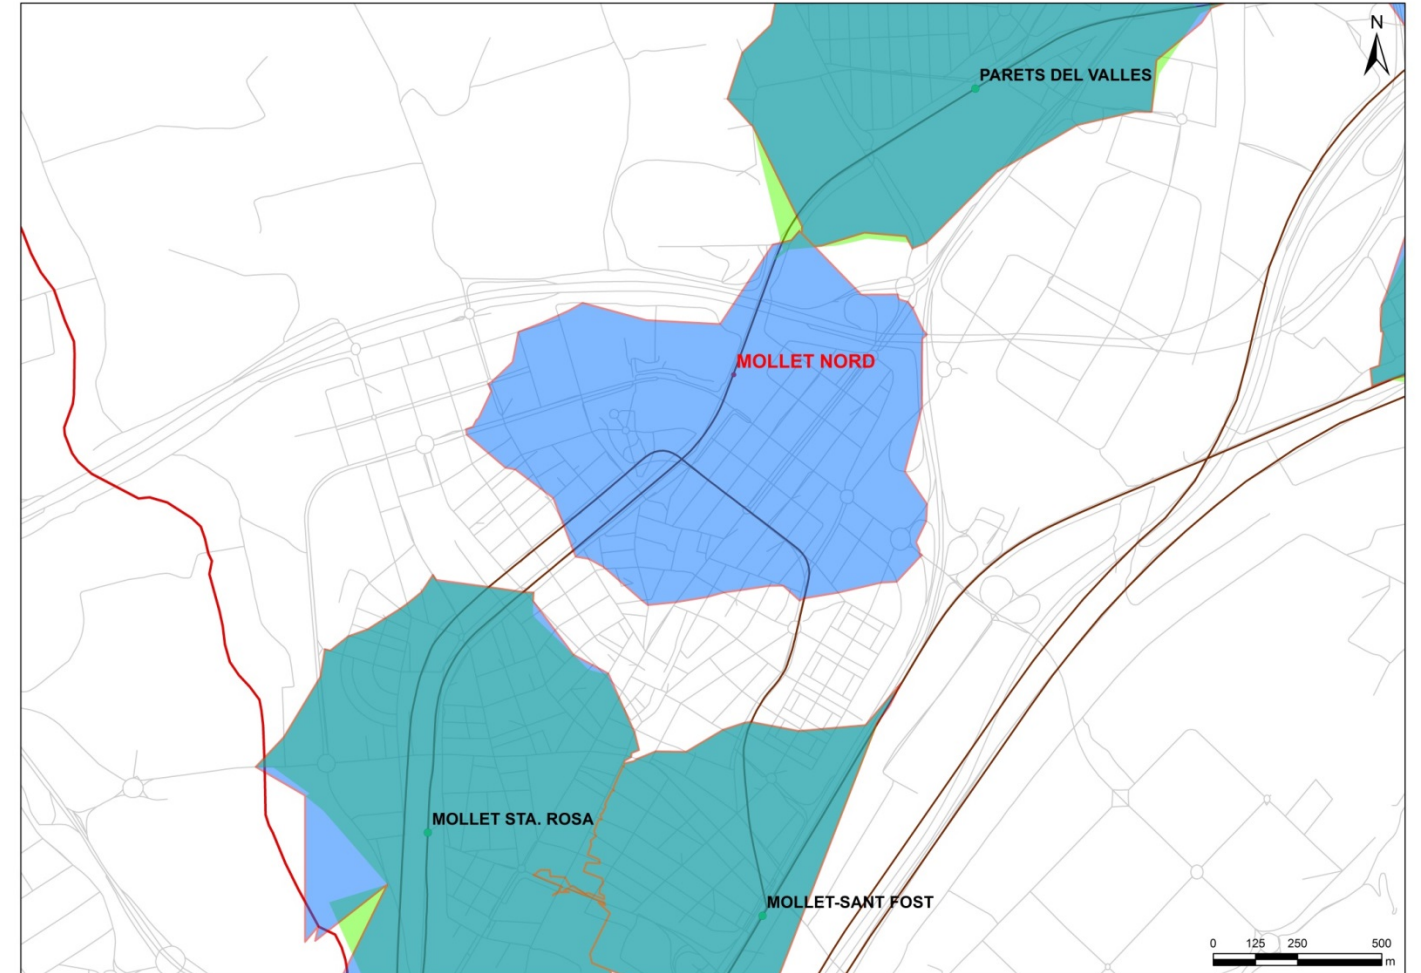 N
PARETS DEL VALLES
MOLLET NORD
MOLLET STA. ROSA
MOLLET-SANT FOST
0 125 250 500
m